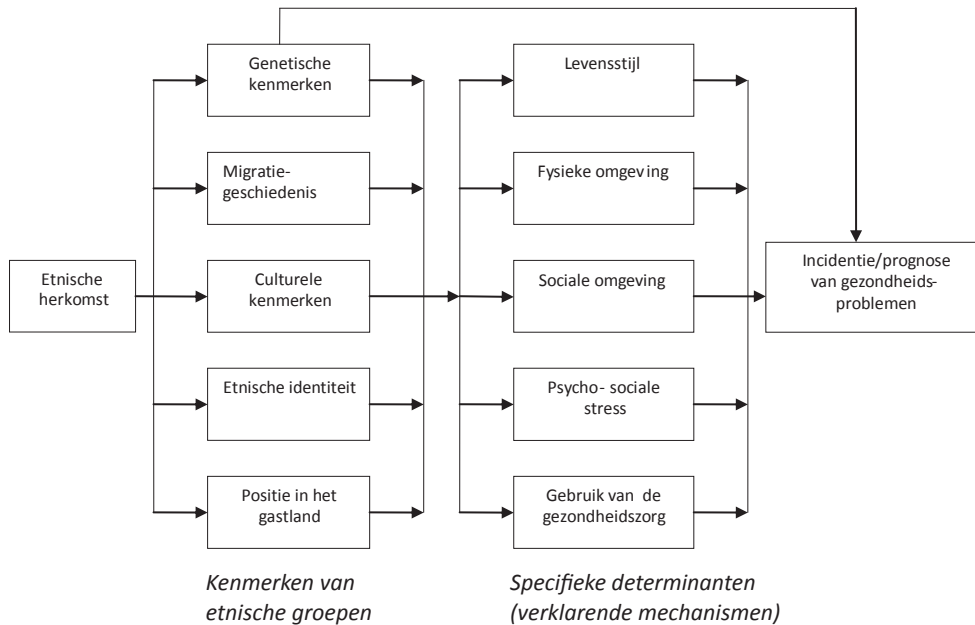 Genetische
kenmerken
Levensstijl
Migratie-
geschiedenis
Fysieke omgeving
Etnische
herkomst
Culturele
kenmerken
Sociale omgeving
Incidentie/prognose
van gezondheids-
problemen
Etnische identiteit
Psycho- sociale
stress
Positie in het
gastland
Gebruik van de
gezondheidszorg
Kenmerken van
etnische groepen
Specifieke determinanten
(verklarende mechanismen)